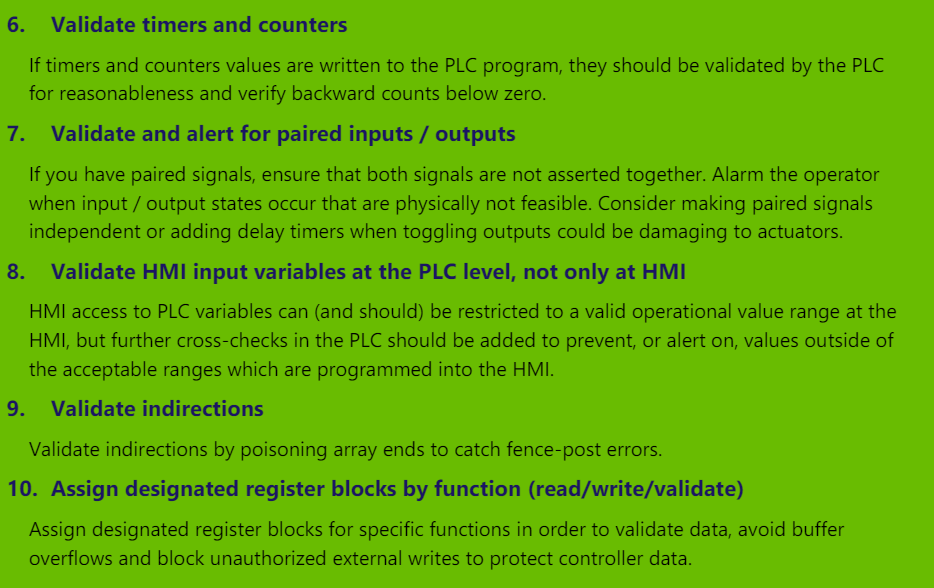 6. Validate timers and counters
If timers and counters values are written to the PLC program, they should be validated by the PLC
for reasonableness and verify backward counts below zero.
7. Validate and alert for paired inputs / outputs
If you have paired signals, ensure that both signals are not asserted together. Alarm the operator
when input / output states occur that are physically not feasible. Consider making paired signals
independent or adding delay timers when toggling outputs could be damaging to actuators.
8. Validate HMI input variables at the PLC level, not only at HMI
HMI access to PLC variables can (and should) be restricted to a valid operational value range at the
HMI, but further cross-checks in the PLC should be added to prevent, or alert on, values outside of
the acceptable ranges which are programmed into the HMI.
9. Validate indirections
Validate indirections by poisoning array ends to catch fence-post errors.
10. Assign designated register blocks by function (read/write/validate)
Assign designated register blocks for specific functions in order to validate data, avoid buffer
overflows and block unauthorized external writes to protect controller data.